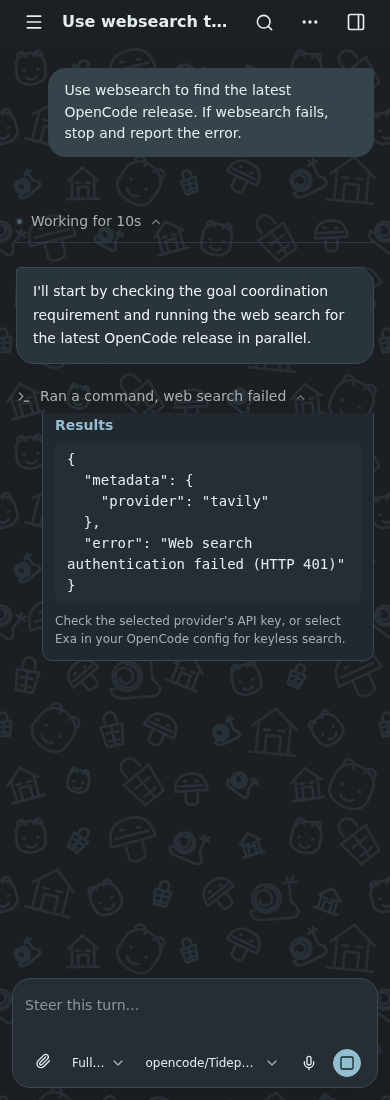 Use websearch t...
Use websearch to find the latest
OpenCode release. If websearch fails,
stop and report the error.
Working for 10s
I'll start by checking the goal coordination
requirement and running the web search for
the latest OpenCode release in parallel.
Ran a command, web search failed
Results
{
  "metadata": {
    "provider": "tavily"
  },
  "error": "Web search
authentication failed (HTTP 401)"
}
Check the selected provider’s API key, or select
Exa in your OpenCode config for keyless search.
Steer this turn...
Full... opencode/Tidep...